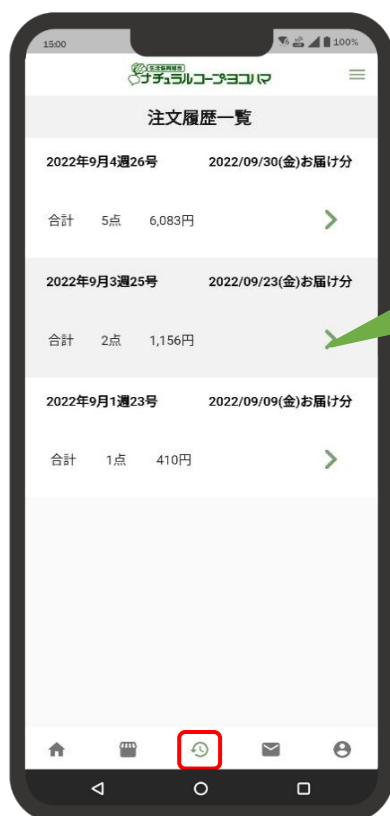 15:00 100%
生活協同組合
ナチュラルコープヨコハマ
注文履歴一覧
2022年9月4週26号 2022/09/30(金)お届け分
合計 5点 6,083円
2022年9月3週25号 2022/09/23(金)お届け分
合計 2点 1,156円
2022年9月1週23号 2022/09/09(金)お届け分
合計 1点 410円